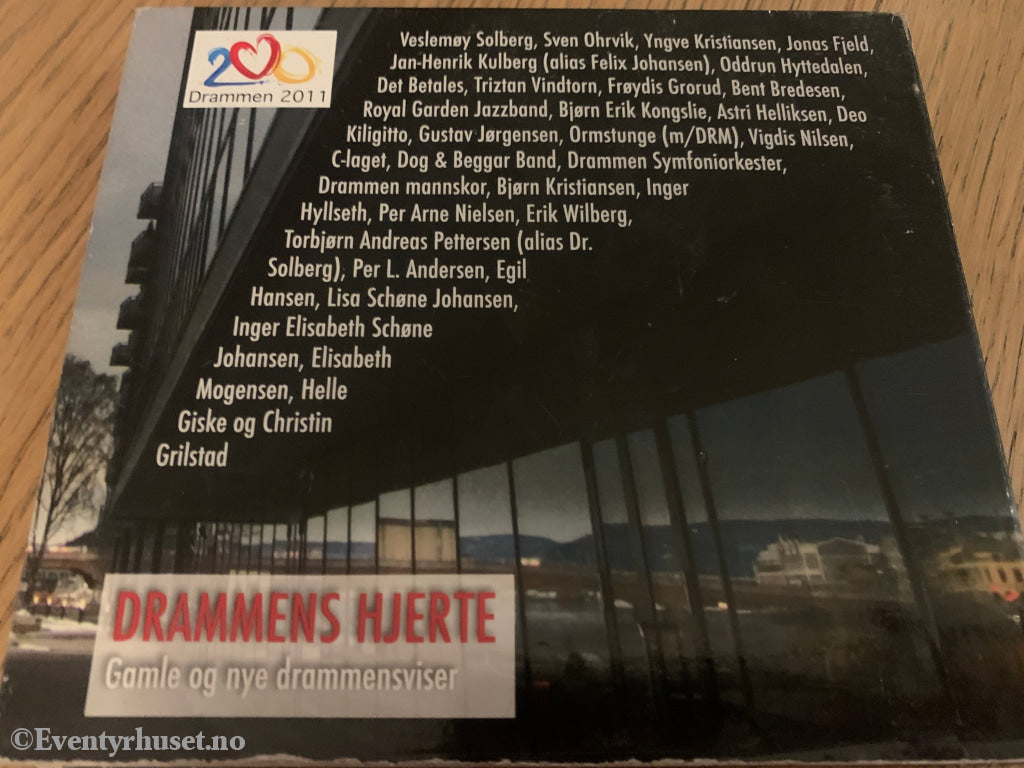 200
Drammen 2011
Veslemøy Solberg, Sven Ohrvik, Yngve Kristiansen, Jonas Fjeld,
Jan-Henrik Kulberg (alias Felix Johansen), Oddrun Hyttedalen,
Det Betales, Triztan Vindtorn, Frøydis Grorud, Bent Bredesen,
Royal Garden Jazzband, Bjørn Erik Kongslie, Astri Helliksen, Deo
Kiligitto, Gustav Jørgensen, Ormstunge (m/DRM), Vigdis Nilsen,
C-laget, Dog & Beggar Band, Drammen Symfoniorkester,
Drammen mannskor, Bjørn Kristiansen, Inger
Hyllseth, Per Arne Nielsen, Erik Wilberg,
Torbjørn Andreas Pettersen (alias Dr.
Solberg), Per L. Andersen, Egil
Hansen, Lisa Schøne Johansen,
Inger Elisabeth Schøne
Johansen, Elisabeth
Mogensen, Helle
Giske og Christin
Grilstad
DRAMMENS HJERTE
Gamle og nye drammensviser
©Eventyrhuset.no